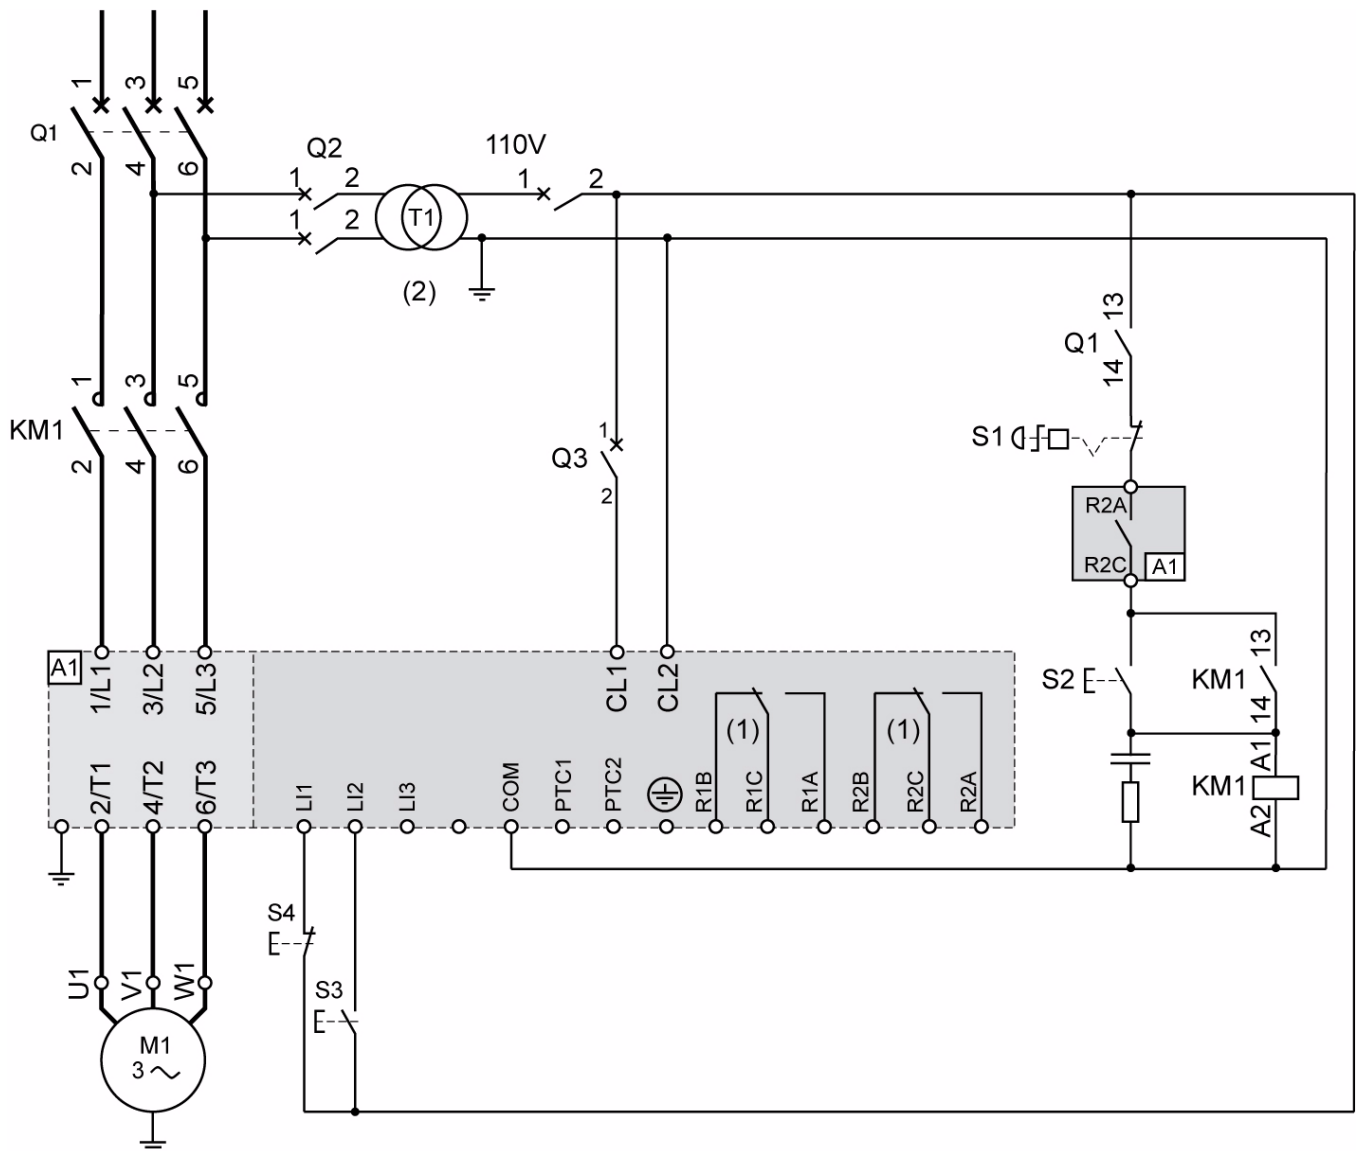 1
3
5
Q1
2
4
6
Q2
1
2
1
2
T1
(2)
110V
1
2
13
Q1
14
1
3
5
KM1
2
4
6
1
Q3
2
S1
R2A
R2C
A1
A1
1/L1
3/L2
5/L3
CL1
CL2
S2
13
KM1
14
(1)
(1)
2/T1
4/T2
6/T3
LI1
LI2
LI3
COM
PTC1
PTC2
R1B
R1C
R1A
R2B
R2C
R2A
A1
KM1
A2
S4
S3
U1
V1
W1
M1
3